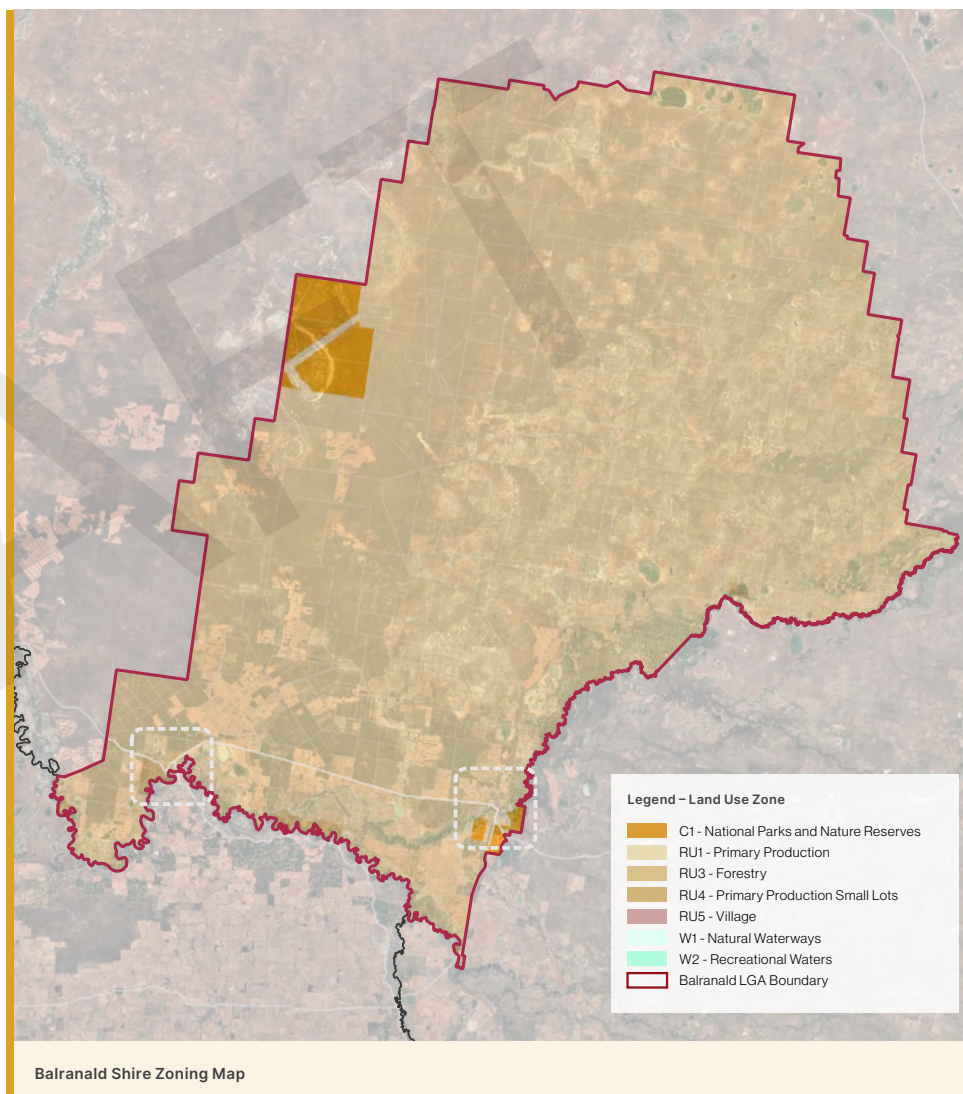 Legend – Land Use Zone
C1 - National Parks and Nature Reserves
RU1 - Primary Production
RU3 - Forestry
RU4 - Primary Production Small Lots
RU5 - Village
W1 - Natural Waterways
W2 - Recreational Waters
Balranald LGA Boundary
Balranald Shire Zoning Map